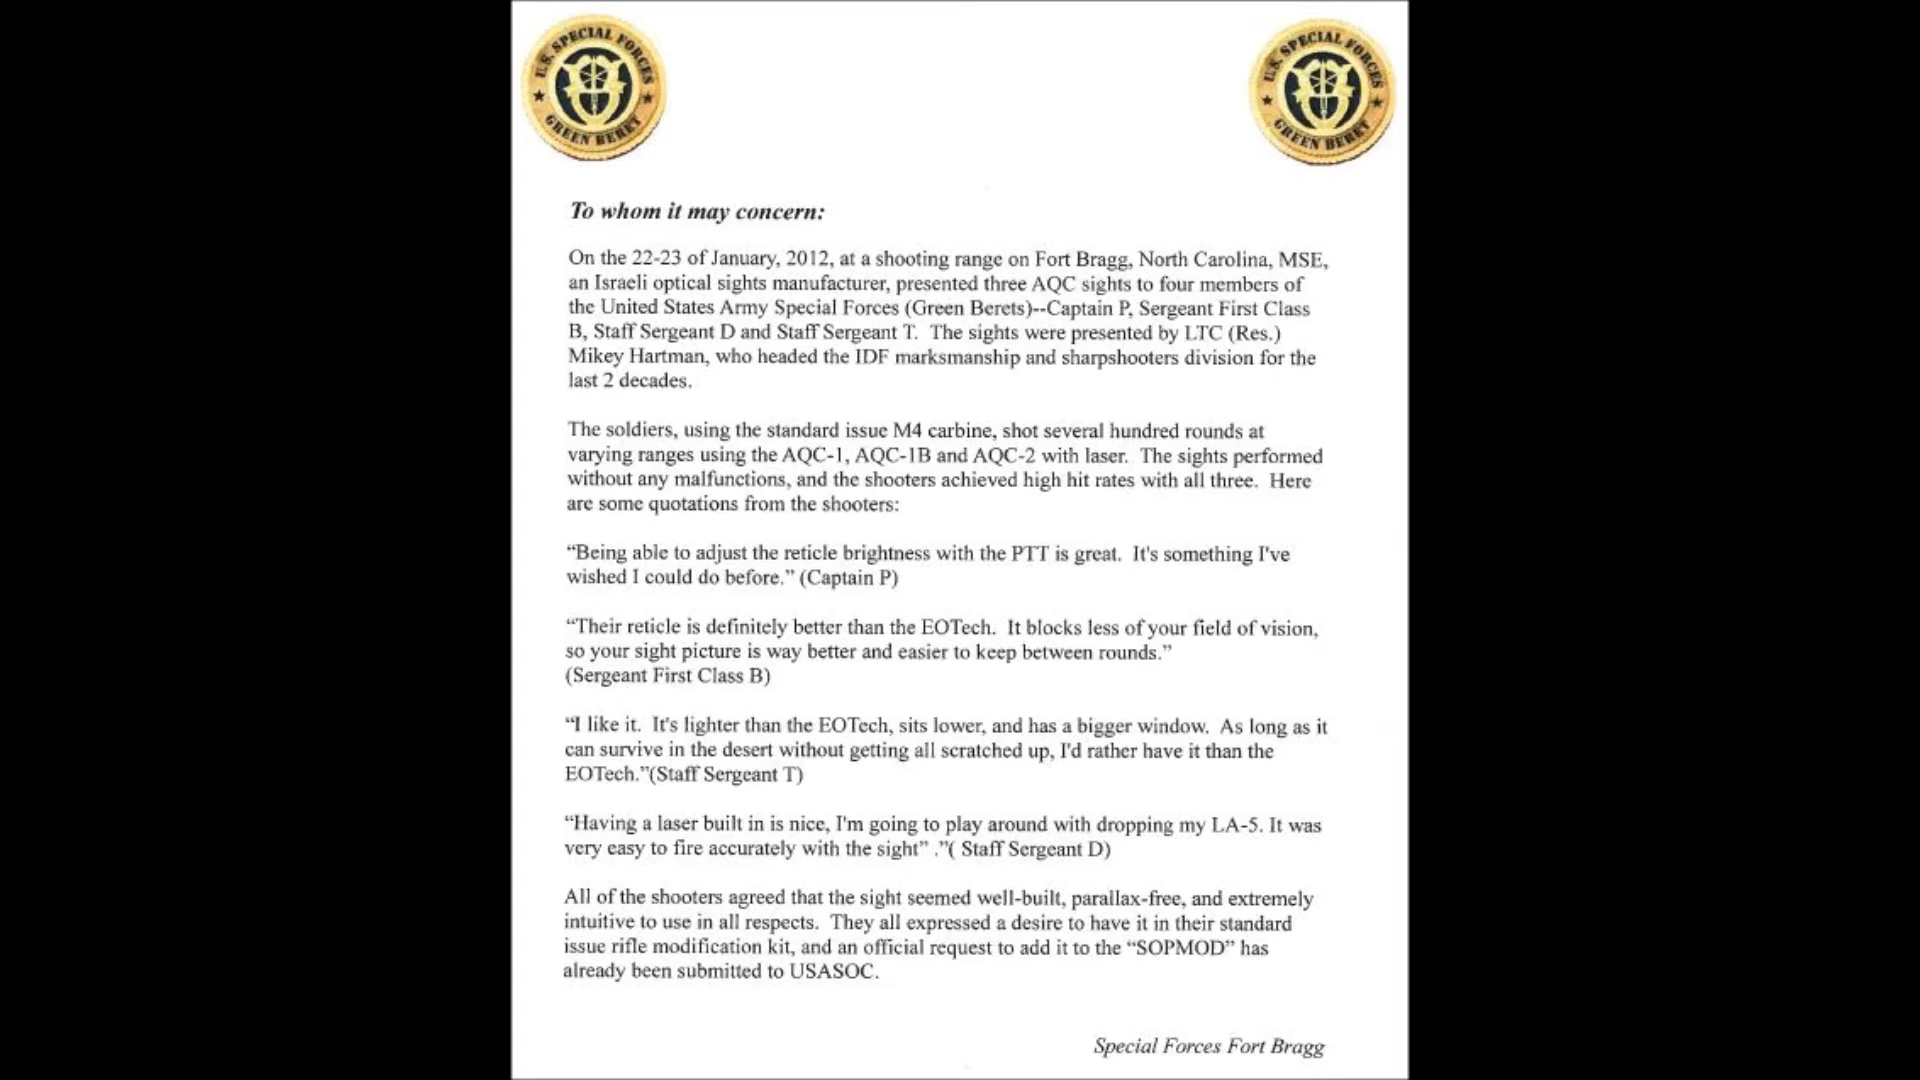 U.S. SPECIAL FORCES
GREEN BERET
U.S. SPECIAL FORCES
GREEN BERET
To whom it may concern:
On the 22-23 of January, 2012, at a shooting range on Fort Bragg, North Carolina, MSE,
an Israeli optical sights manufacturer, presented three AQC sights to four members of
the United States Army Special Forces (Green Berets)--Captain P, Sergeant First Class
B, Staff Sergeant D and Staff Sergeant T.  The sights were presented by LTC (Res.)
Mikey Hartman, who headed the IDF marksmanship and sharpshooters division for the
last 2 decades.
The soldiers, using the standard issue M4 carbine, shot several hundred rounds at
varying ranges using the AQC-1, AQC-1B and AQC-2 with laser.  The sights performed
without any malfunctions, and the shooters achieved high hit rates with all three.  Here
are some quotations from the shooters:
“Being able to adjust the reticle brightness with the PTT is great.  It's something I've
wished I could do before.” (Captain P)
“Their reticle is definitely better than the EOTech.  It blocks less of your field of vision,
so your sight picture is way better and easier to keep between rounds.”
(Sergeant First Class B)
“I like it.  It's lighter than the EOTech, sits lower, and has a bigger window.  As long as it
can survive in the desert without getting all scratched up, I'd rather have it than the
EOTech.”(Staff Sergeant T)
“Having a laser built in is nice, I'm going to play around with dropping my LA-5. It was
very easy to fire accurately with the sight” .”( Staff Sergeant D)
All of the shooters agreed that the sight seemed well-built, parallax-free, and extremely
intuitive to use in all respects.  They all expressed a desire to have it in their standard
issue rifle modification kit, and an official request to add it to the “SOPMOD” has
already been submitted to USASOC.
Special Forces Fort Bragg